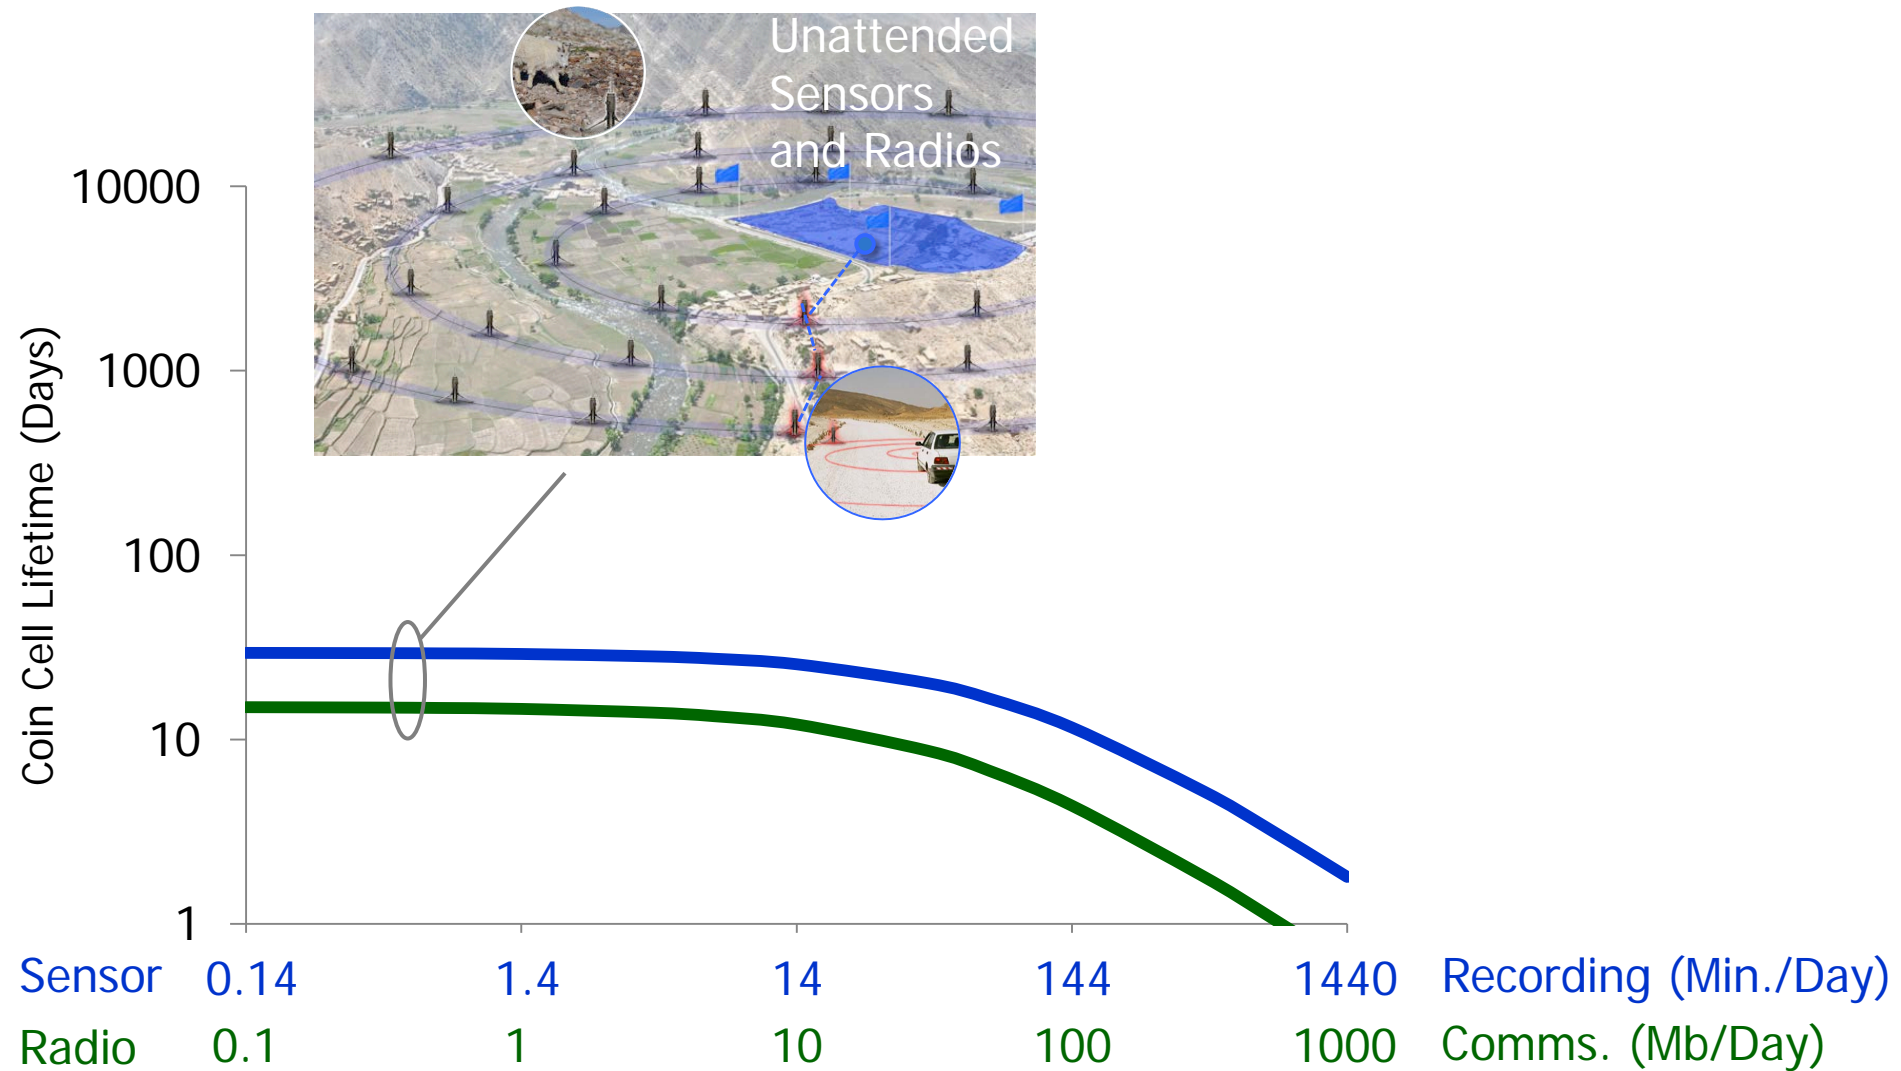 Unattended
Sensors
and Radios
Coin Cell Lifetime (Days)
10000
1000
100
10
1
Sensor 0.14 1.4 14 144 1440 Recording (Min./Day)
Radio 0.1 1 10 100 1000 Comms. (Mb/Day)